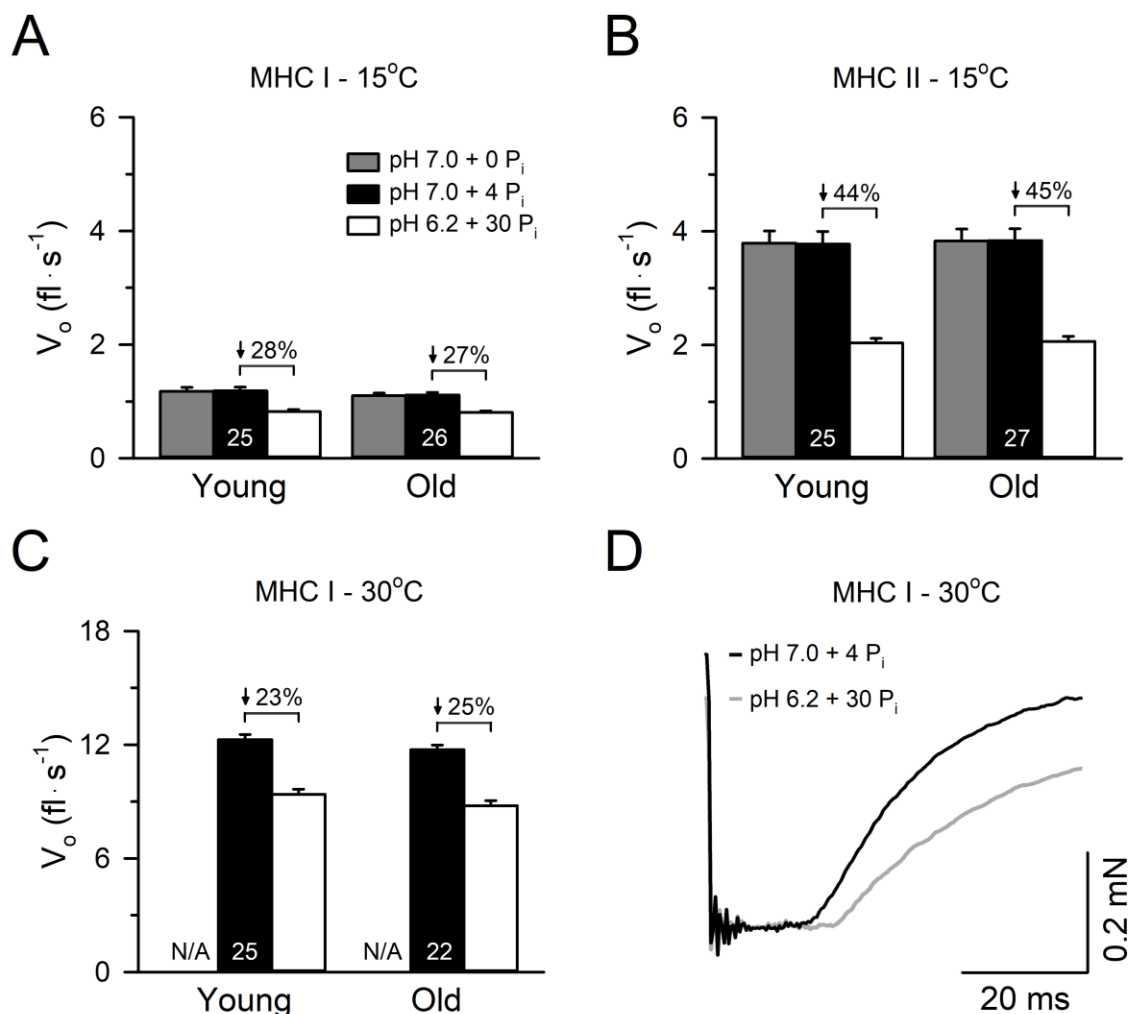 A
MHC I - 15°C
6
4
2
0
Vₒ (fl · s⁻¹)
pH 7.0 + 0 Pᵢ
pH 7.0 + 4 Pᵢ
pH 6.2 + 30 Pᵢ
↓ 28%
↓ 27%
25
26
Young Old
B
MHC II - 15°C
6
4
2
0
Vₒ (fl · s⁻¹)
↓ 44%
↓ 45%
25
27
Young Old
C
MHC I - 30°C
18
12
6
0
Vₒ (fl · s⁻¹)
↓ 23%
↓ 25%
N/A 25
N/A 22
Young Old
D
MHC I - 30°C
pH 7.0 + 4 Pᵢ
pH 6.2 + 30 Pᵢ
0.2 mN
20 ms